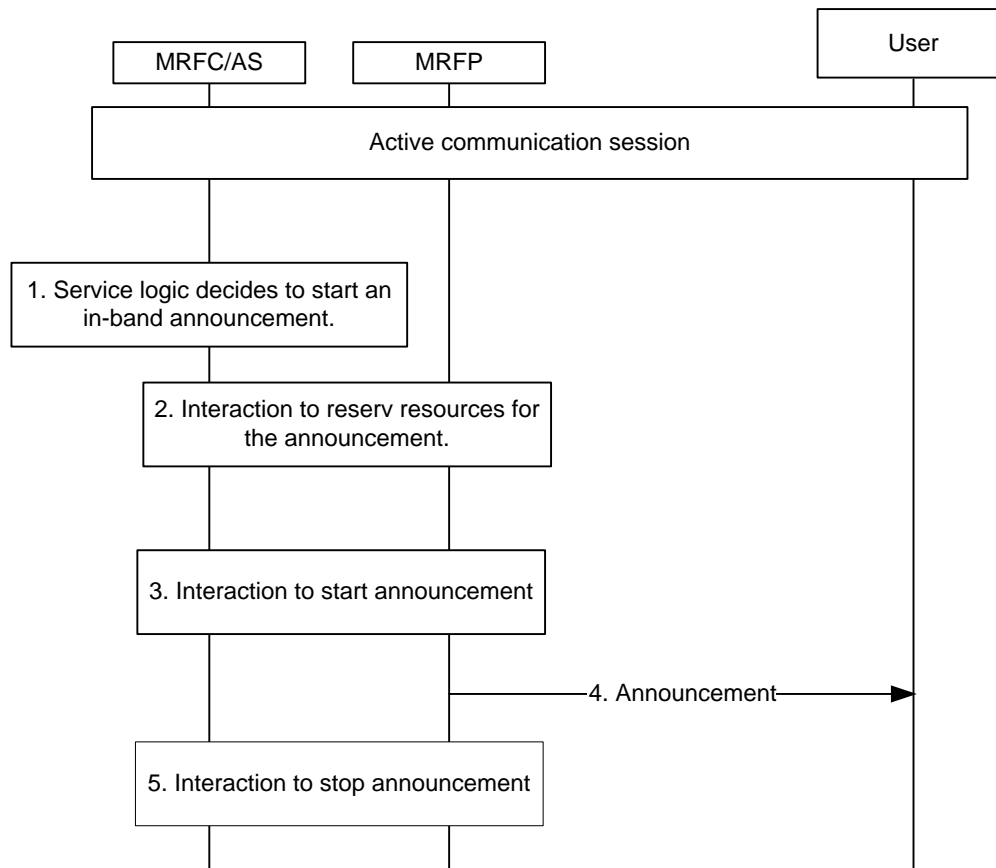 MRFC/AS
MRFP
User
Active communication session
1. Service logic decides to start an
in-band announcement.
2. Interaction to reserv resources for
the announcement.
3. Interaction to start announcement
4. Announcement
5. Interaction to stop announcement